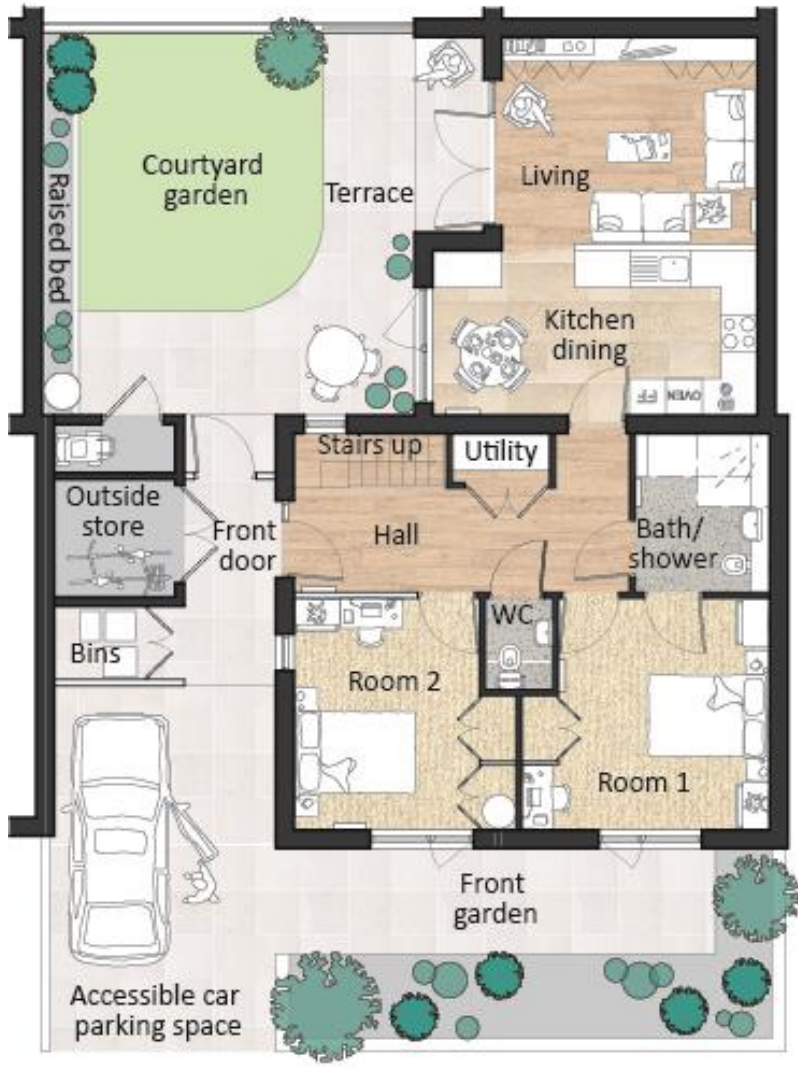 Courtyard
garden
Terrace
Living
Raised bed
Kitchen
dining
OVEN
FF
Stairs up
Utility
Outside
store
Front
door
Hall
Bath/
shower
WC
Bins
Room 2
Room 1
Front
garden
Accessible car
parking space